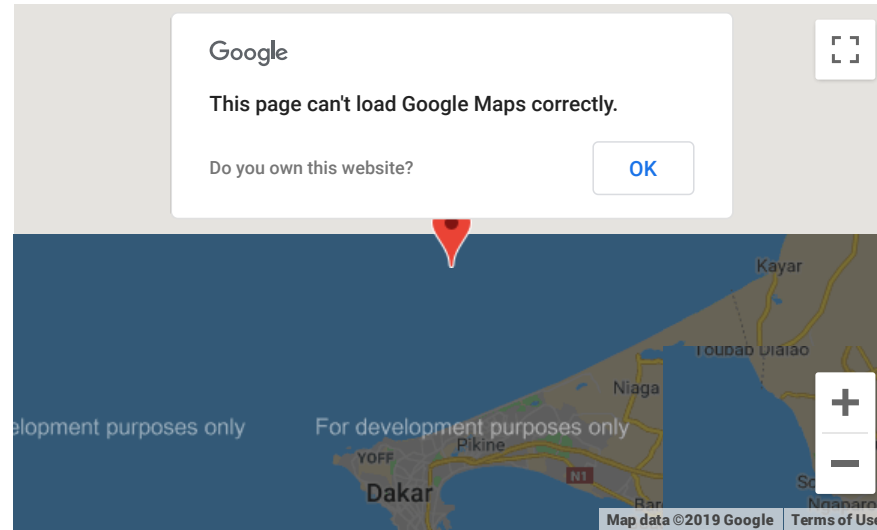 Google
This page can't load Google Maps correctly.
Do you own this website?
OK
Kayar
Toubab Dialao
Niaga
elopment purposes only
For development purposes only
Pikine
YOFF
N1
Dakar
Map data ©2019 Google
Terms of Use